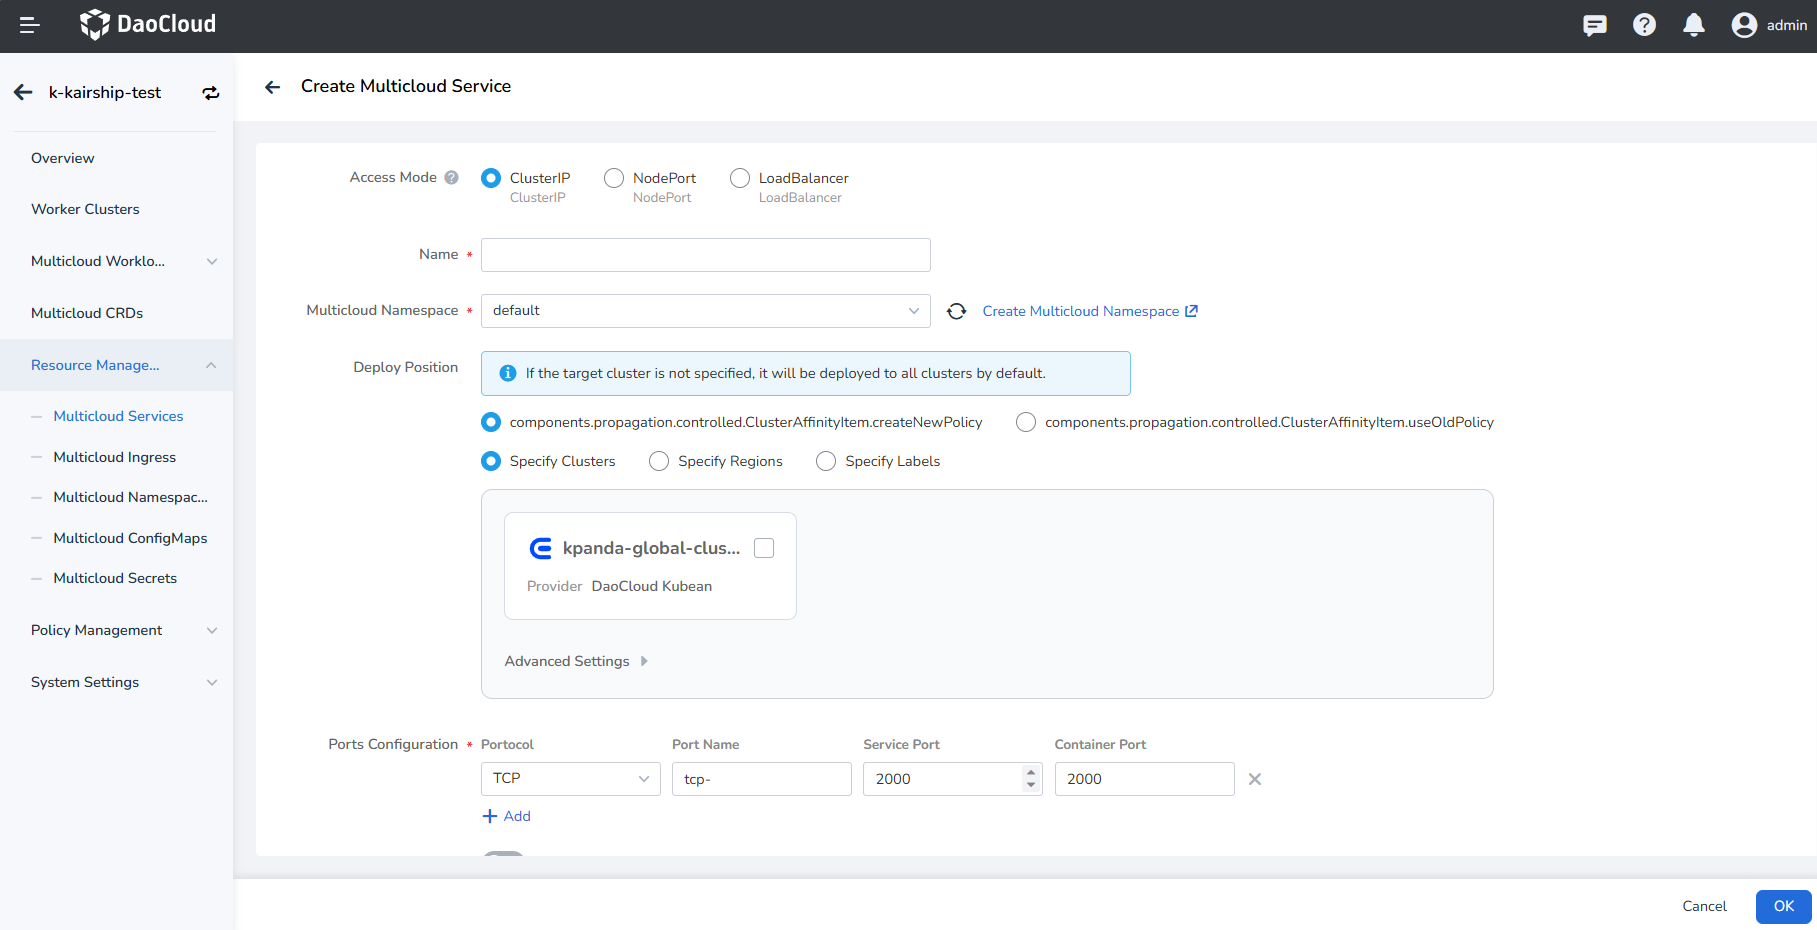 DaoCloud
admin
k-kairship-test
Overview
Worker Clusters
Multicloud Worklo...
Multicloud CRDs
Resource Manage...
Multicloud Services
Multicloud Ingress
Multicloud Namespac...
Multicloud ConfigMaps
Multicloud Secrets
Policy Management
System Settings
Create Multicloud Service
Access Mode ?
ClusterIP NodePort LoadBalancer
ClusterIP NodePort LoadBalancer
Name *
Multicloud Namespace * default Create Multicloud Namespace
Deploy Position
If the target cluster is not specified, it will be deployed to all clusters by default.
components.propagation.controlled.ClusterAffinityItem.createNewPolicy components.propagation.controlled.ClusterAffinityItem.useOldPolicy
Specify Clusters Specify Regions Specify Labels
kpanda-global-clus...
Provider DaoCloud Kubean
Advanced Settings
Ports Configuration * Portocol Port Name Service Port Container Port
TCP tcp- 2000 2000
+ Add
Cancel OK